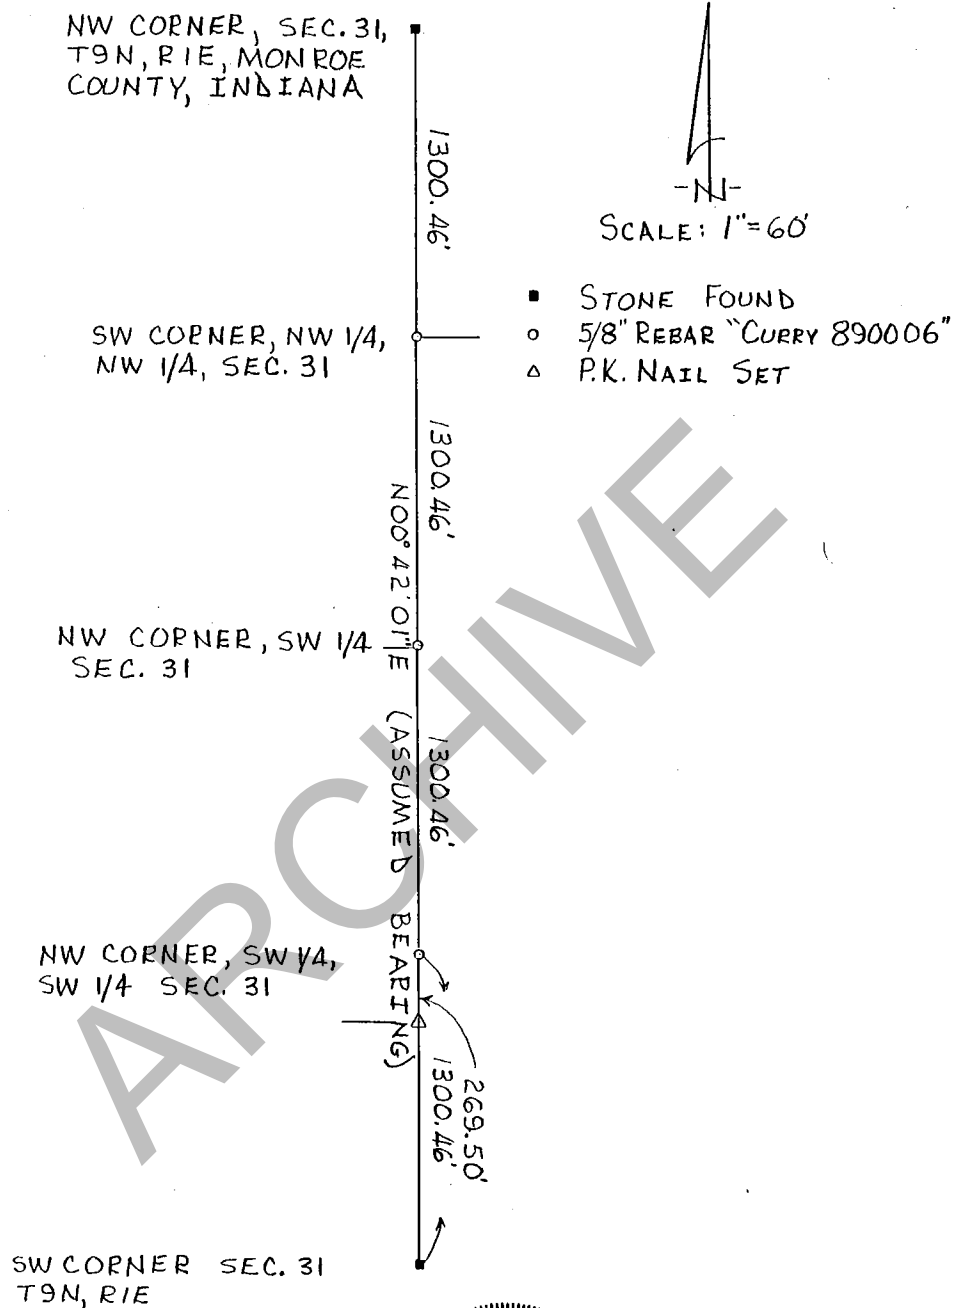 NW CORNER, SEC. 31,
T9N, R1E, MONROE
COUNTY, INDIANA
1300.46'
-N-
SCALE: 1"=60'
STONE FOUND
5/8" REBAR "CURRY 890006"
P.K. NAIL SET
SW CORNER, NW 1/4,
NW 1/4, SEC. 31
1300.46'
N00°42'01"E (ASSUMED BEARING)
NW CORNER, SW 1/4
SEC. 31
1300.46'
NW CORNER, SW 1/4,
SW 1/4 SEC. 31
269.50'
1300.46'
SW CORNER SEC. 31
T9N, R1E
ARCHIVE